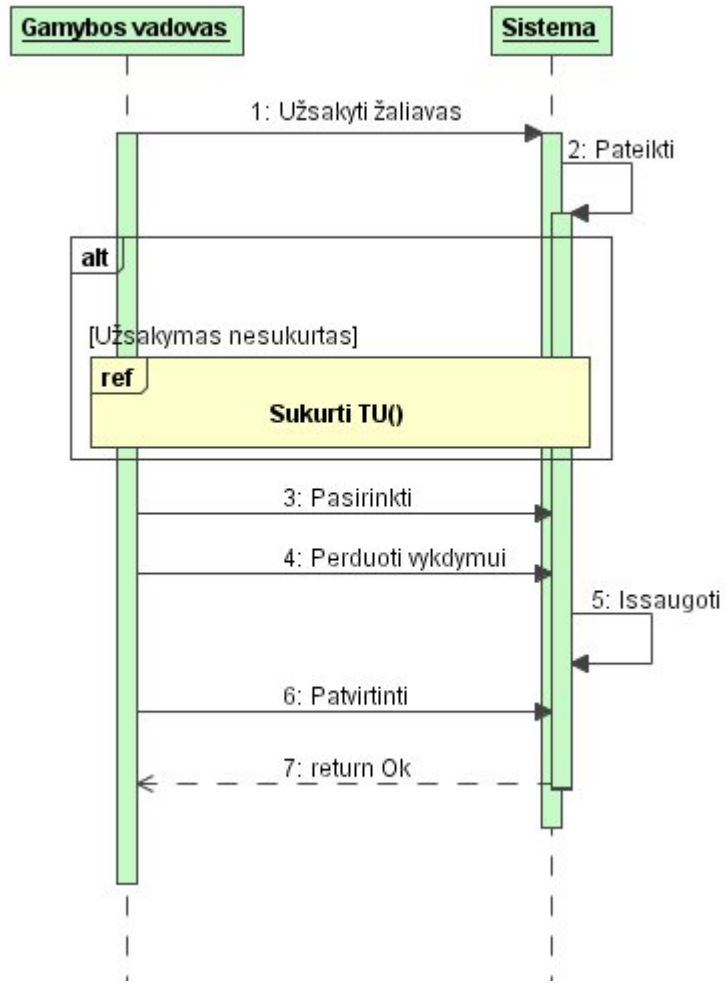 Gamybos vadovas
Sistema
1: Užsakyti žaliavas
2: Pateikti
alt
[Užsakymas nesukurtas]
ref
Sukurti TU()
3: Pasirinkti
4: Perduoti vykdymui
5: Issaugoti
6: Patvirtinti
7: return Ok